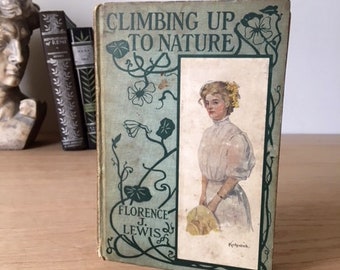 CLIMBING UP
TO NATURE
FLORENCE
J.
LEWIS